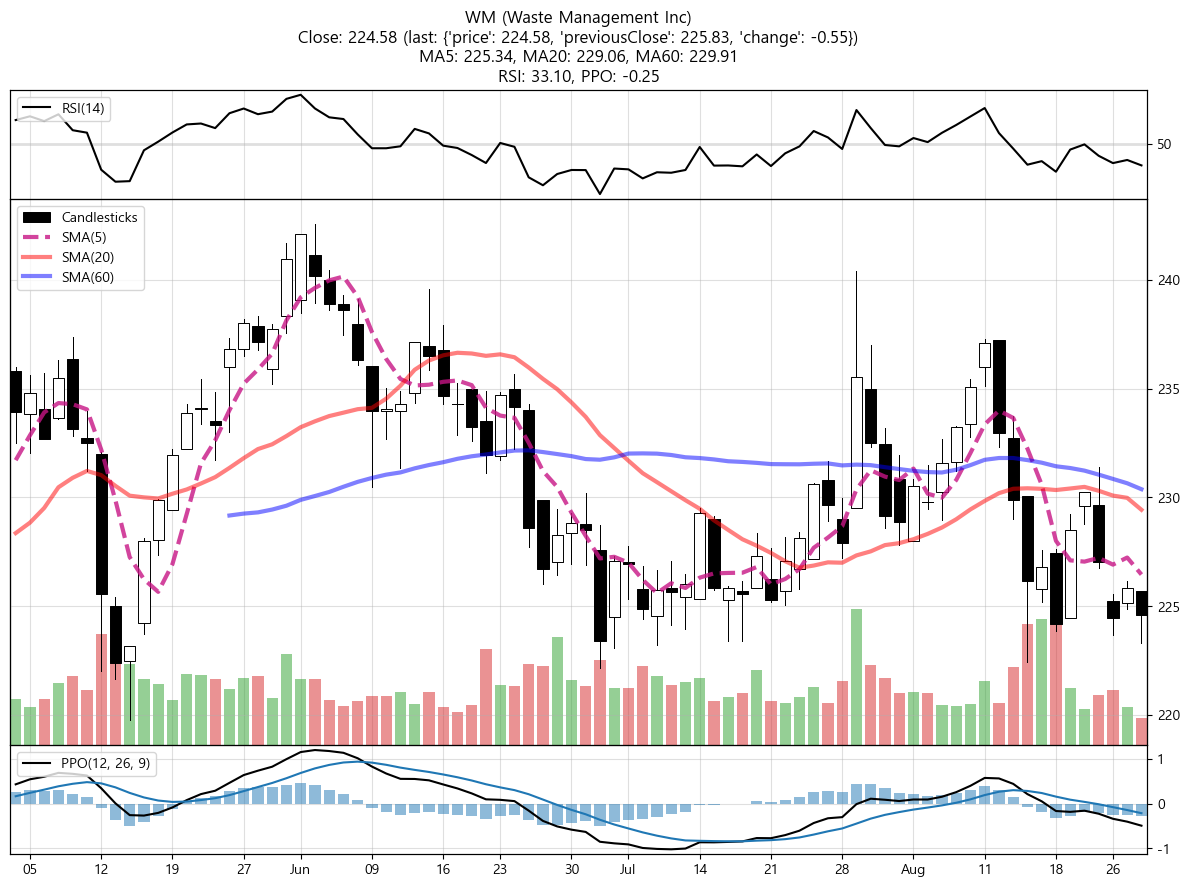 WM (Waste Management Inc)
Close: 224.58 (last: {'price': 224.58, 'previousClose': 225.83, 'change': -0.55})
MA5: 225.34, MA20: 229.06, MA60: 229.91
RSI: 33.10, PPO: -0.25
RSI(14)
50
Candlesticks
SMA(5)
SMA(20)
SMA(60)
240
235
230
225
220
PPO(12, 26, 9)
1
0
-1
05 12 19 27 Jun 09 16 23 30 Jul 14 21 28 Aug 11 18 26